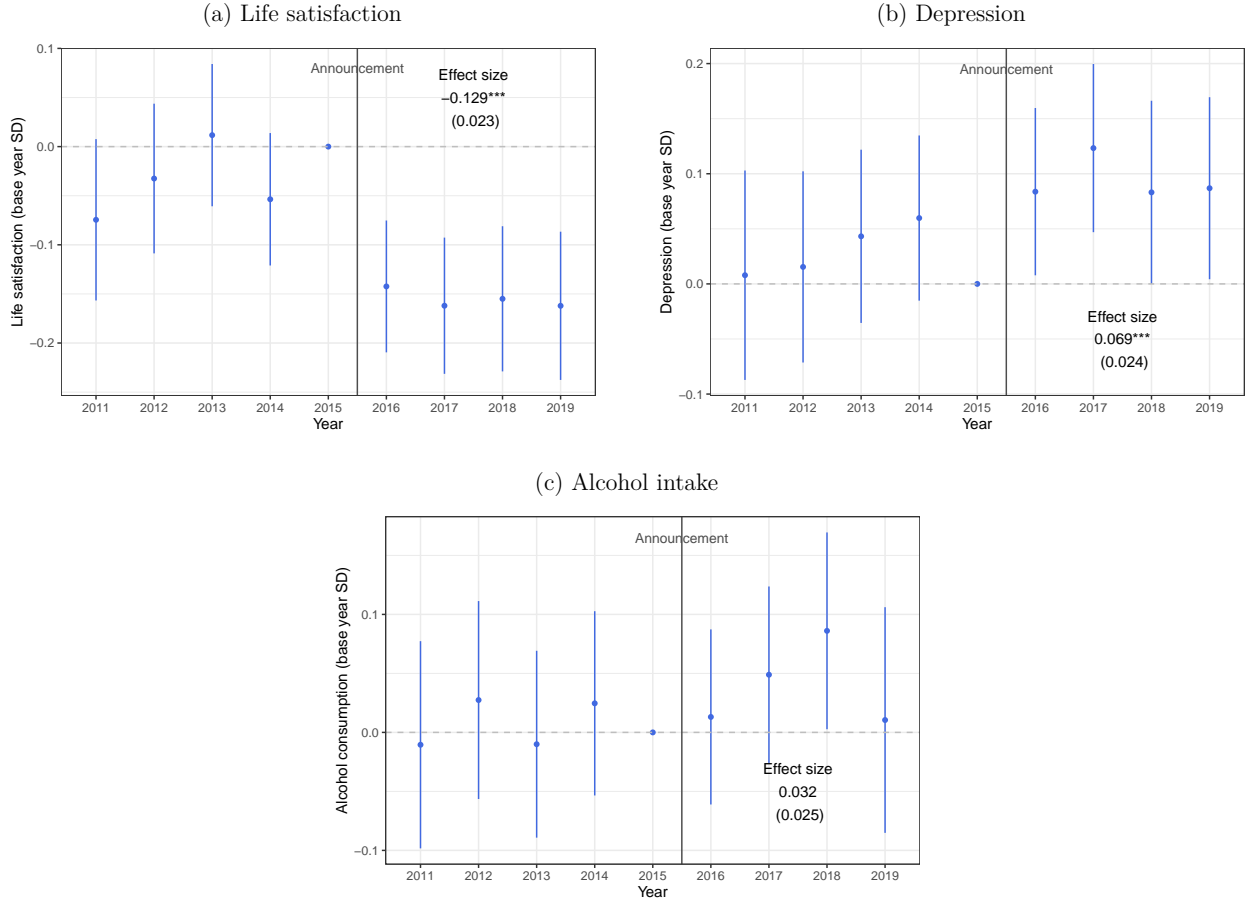 (a) Life satisfaction
Life satisfaction (base year SD)
0.1
0.0
−0.1
−0.2
Announcement
Effect size
−0.129***
(0.023)
2011 2012 2013 2014 2015 2016 2017 2018 2019
Year
(b) Depression
Depression (base year SD)
0.2
0.1
0.0
−0.1
Announcement
Effect size
0.069***
(0.024)
2011 2012 2013 2014 2015 2016 2017 2018 2019
Year
(c) Alcohol intake
Alcohol consumption (base year SD)
0.1
0.0
−0.1
Announcement
Effect size
0.032
(0.025)
2011 2012 2013 2014 2015 2016 2017 2018 2019
Year